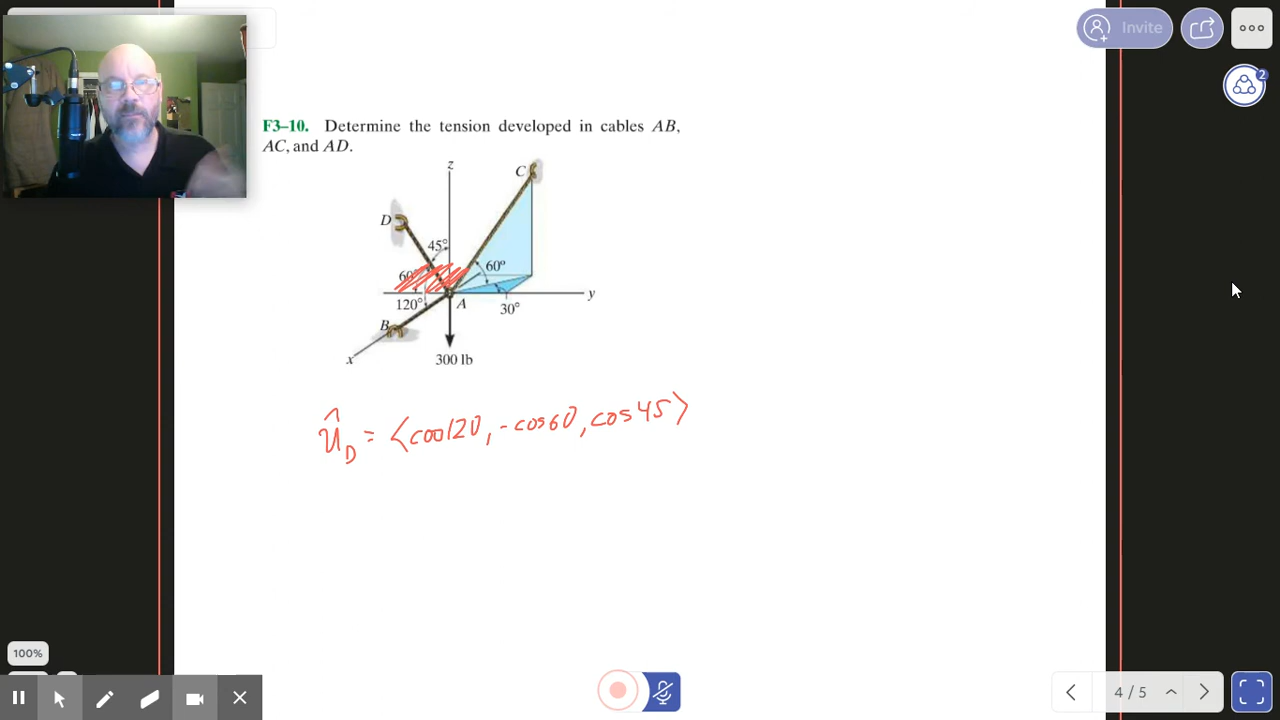 Invite
2
F3–10. Determine the tension developed in cables AB,
AC, and AD.
z
C
D
45°
60°
60°
y
120°
A
30°
B
x
300 lb
û_D = <cos120, -cos60, cos45>
100%
4 / 5